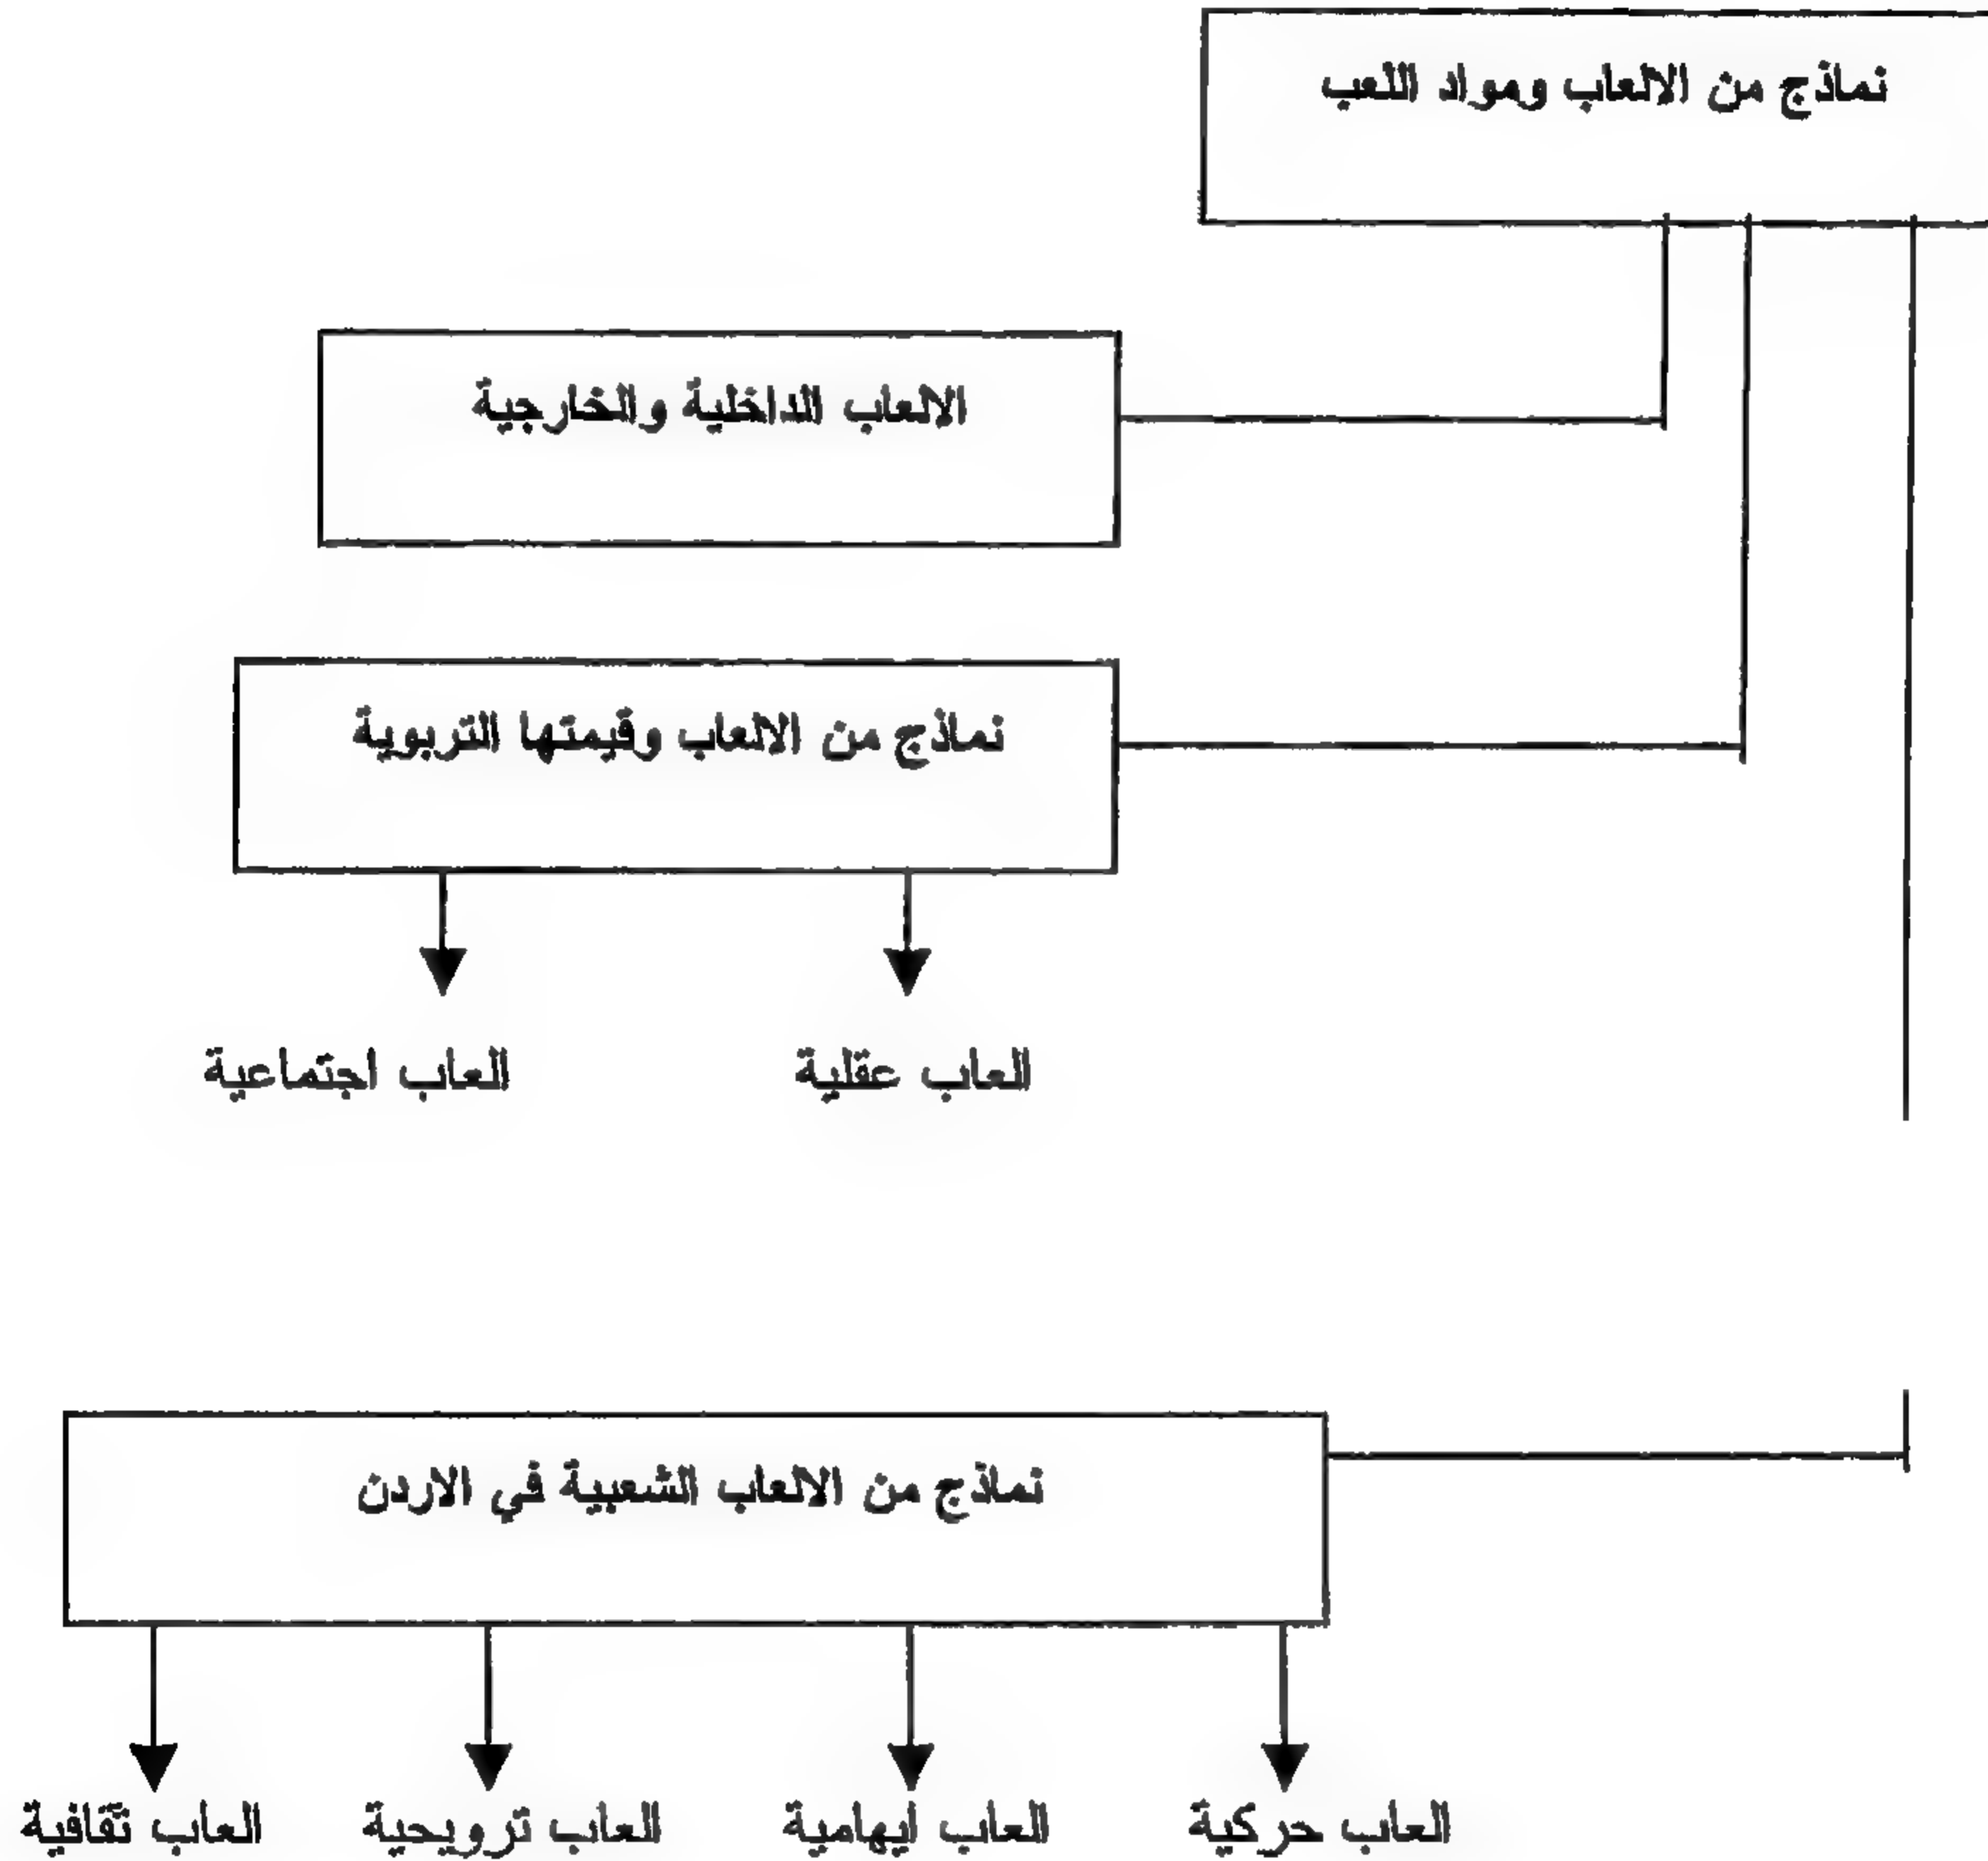 نماذج من الالعاب ومواد اللعب
الالعاب الداخلية والخارجية
نماذج من الالعاب وقيمتها التربوية
العاب عقلية
العاب اجتماعية
نماذج من الالعاب الشعبية في الاردن
العاب حركية
العاب ايهامية
العاب ترويحية
العاب ثقافية